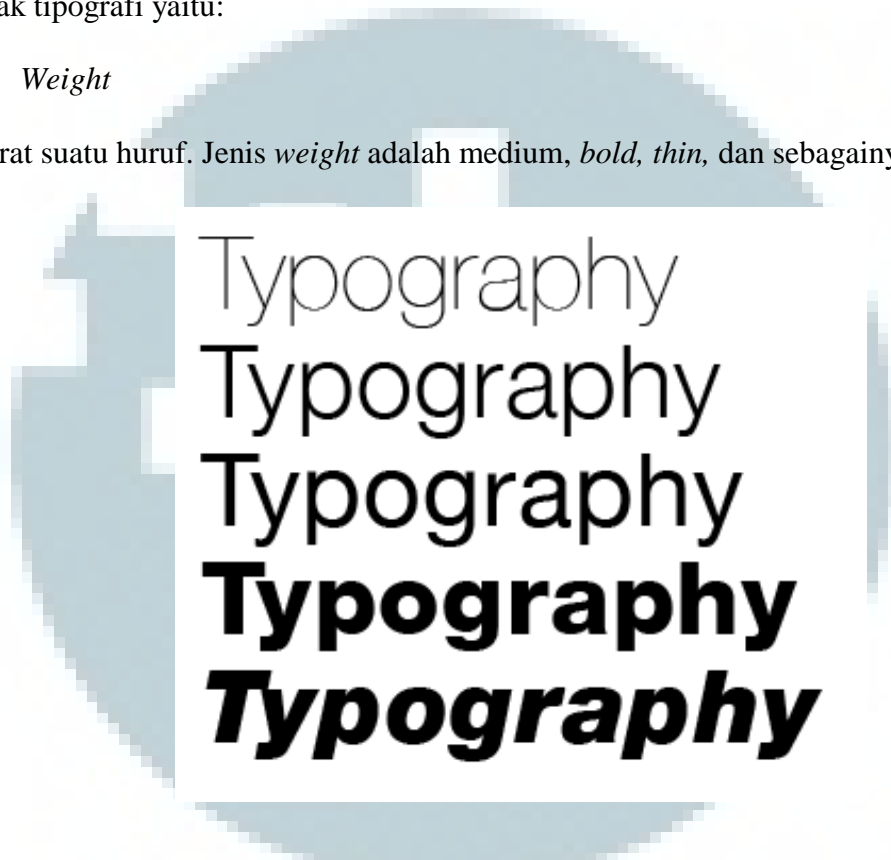 ak tipografi yaitu:
Weight
rat suatu huruf. Jenis weight adalah medium, bold, thin, dan sebagainy
Typography
Typography
Typography
Typography
Typography